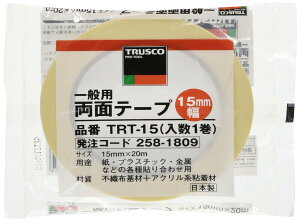 TRUSCO
PRO TOOL
一般用
両面テープ
15mm幅
品番 TRT-15(入数1巻)
発注コード 258-1809
サイズ 15mm×20m
用途 紙・プラスチック・金属
などの各種貼り合わせ用
材質 不織布基材+アクリル系粘着材
日本製